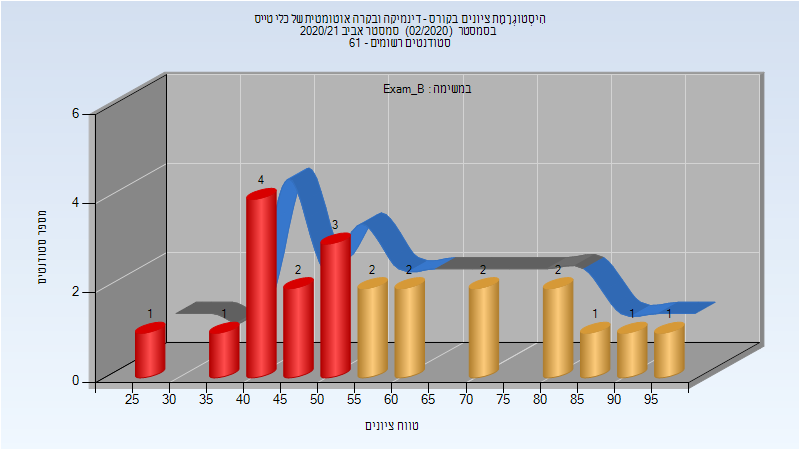 היסטוגרמת ציונים בקורס - דינמיקה ובקרה אוטומטית של כלי טייס
בסמסטר (02/2020) סמסטר אביב 2020/21
סטודנטים רשומים - 61
במשימה : Exam_B
מספר סטודנטים
6
4
2
0
1
1
4
2
3
2
2
2
2
1
1
1
25 30 35 40 45 50 55 60 65 70 75 80 85 90 95
טווח ציונים